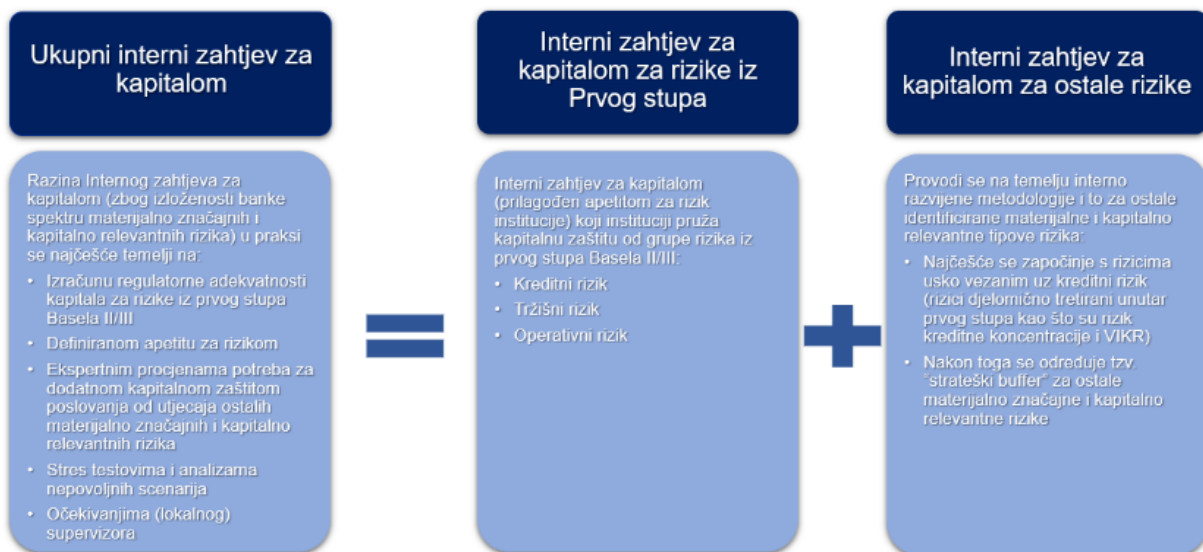 Ukupni interni zahtjev za
kapitalom
Razina Internog zahtjeva za
kapitalom (zbog izloženosti banke
spektru materijalno značajnih i
kapitalno relevantnih rizika) u praksi
se najčešće temelji na:
• Izračunu regulatorne adekvatnosti
kapitala za rizike iz prvog stupa
Basela II/III
• Definiranom apetitu za rizikom
• Ekspertnim procjenama potreba za
dodatnom kapitalnom zaštitom
poslovanja od utjecaja ostalih
materijalno značajnih i kapitalno
relevantnih rizika
• Stres testovima i analizama
nepovoljnih scenarija
• Očekivanjima (lokalnog)
supervizora
=
Interni zahtjev za
kapitalom za rizike iz
Prvog stupa
Interni zahtjev za kapitalom
(prilagođen apetitom za rizik
institucije) koji instituciji pruža
kapitalnu zaštitu od grupe rizika iz
prvog stupa Basela II/III:
• Kreditni rizik
• Tržišni rizik
• Operativni rizik
+
Interni zahtjev za
kapitalom za ostale rizike
Provodi se na temelju interno
razvijene metodologije i to za ostale
identificirane materijalne i kapitalno
relevantne tipove rizika:
• Najčešće se započinje s rizicima
usko vezanim uz kreditni rizik
(rizici djelomično tretirani unutar
prvog stupa kao što su rizik
kreditne koncentracije i VIKR)
• Nakon toga se određuje tzv.
"strateški buffer" za ostale
materijalno značajne i kapitalno
relevantne rizike